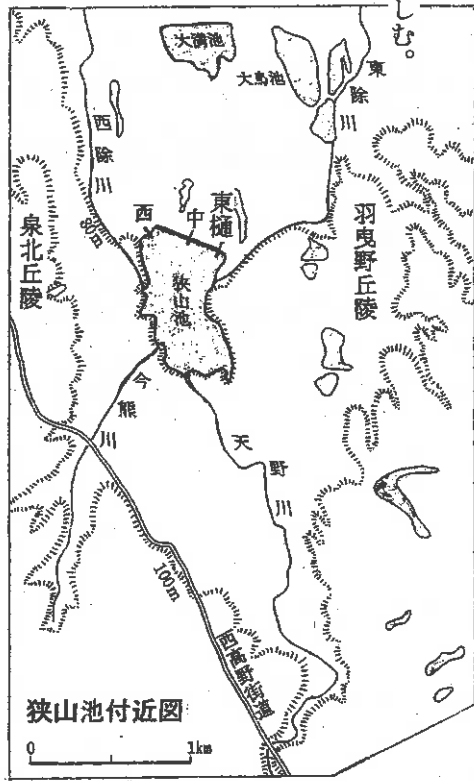 しむ。
大溝池
大鳥池
東除川
西除川
80m
西
中
東樋
狭山池
泉北丘陵
羽曳野丘陵
今熊川
天野川
100m
西高野街道
狭山池付近図
0 1km